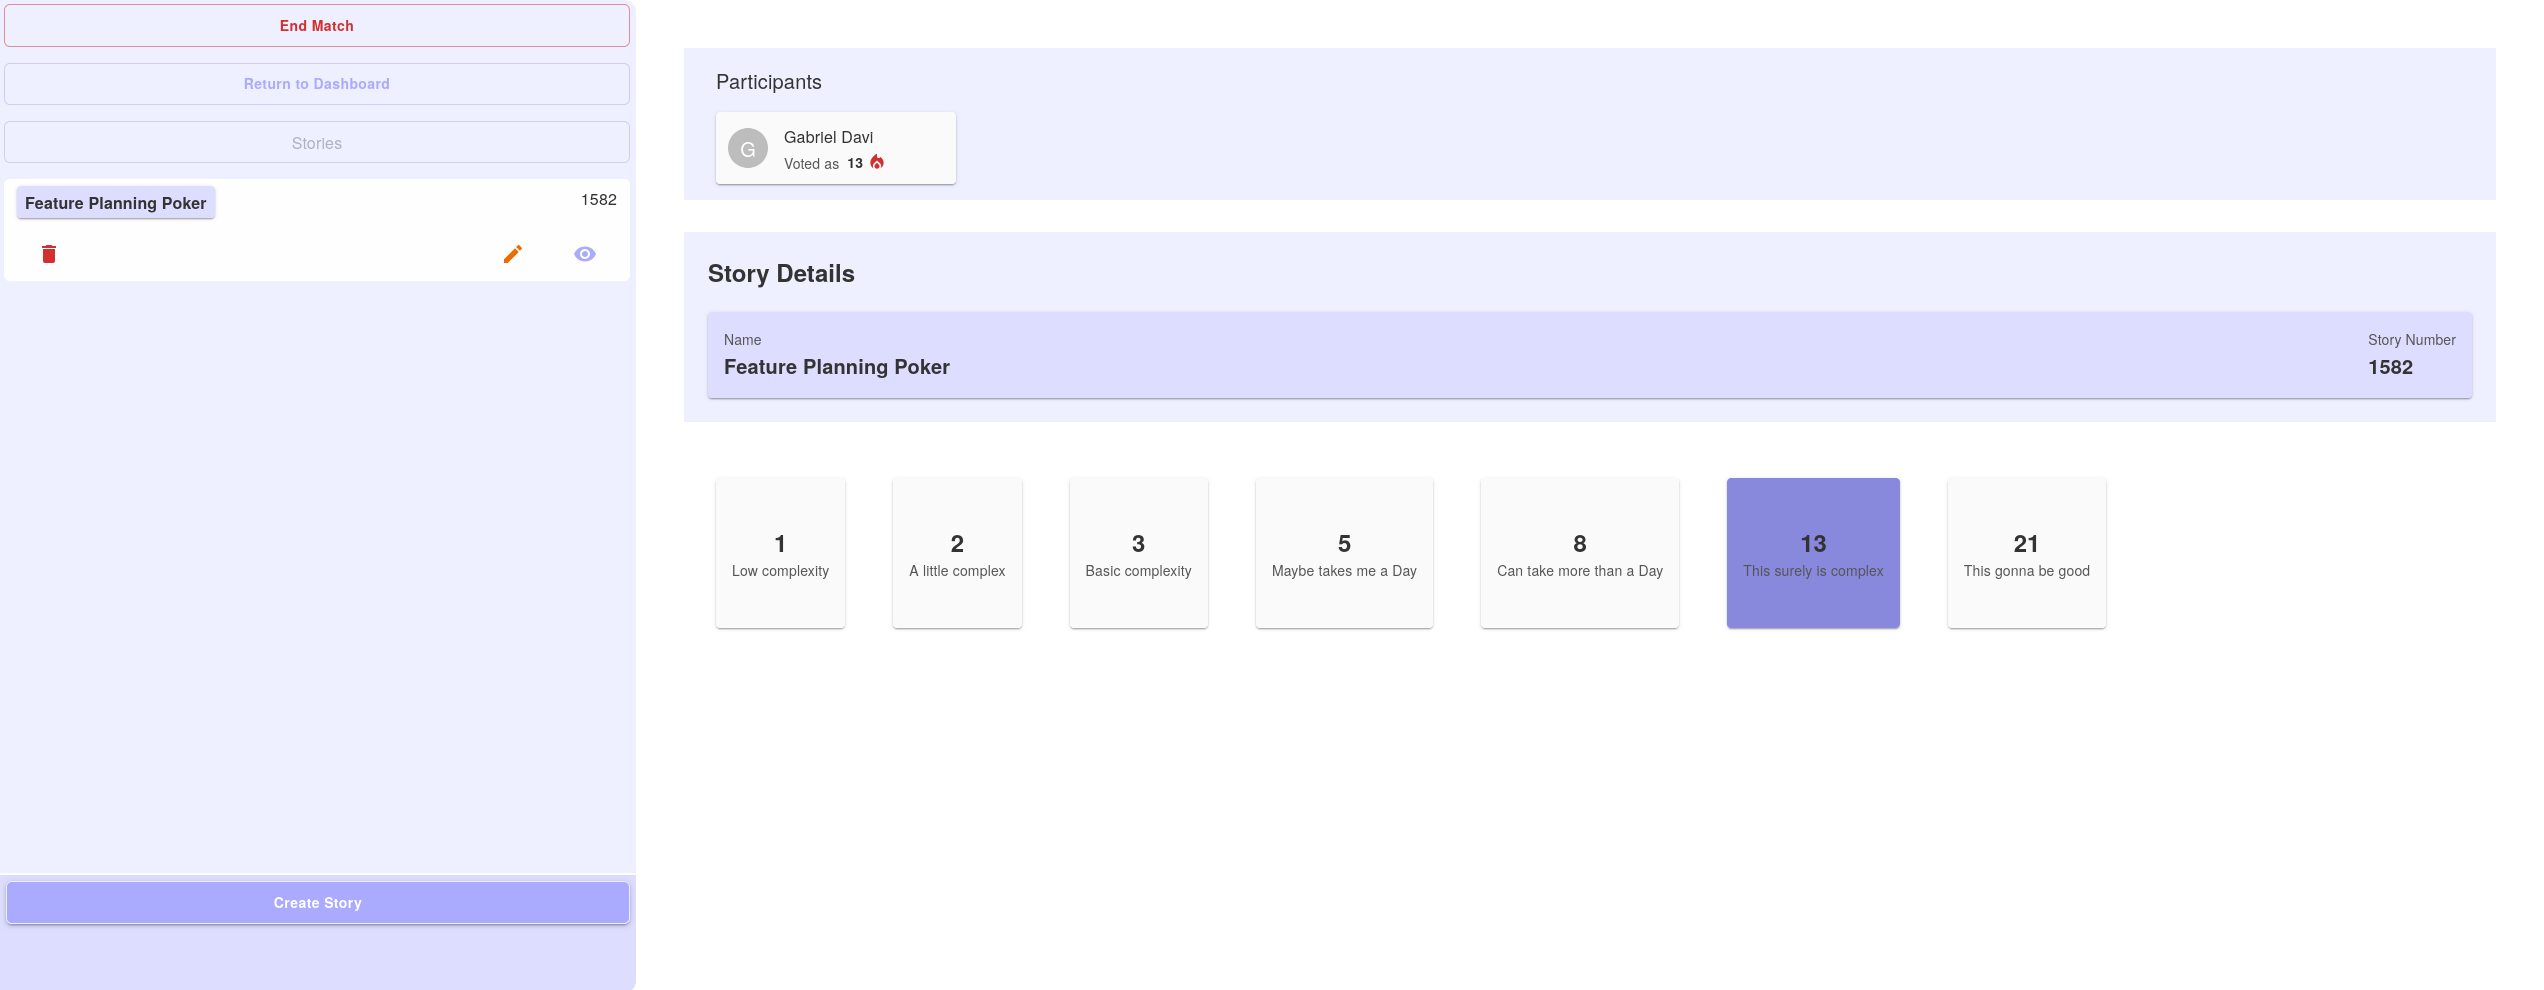 End Match
Return to Dashboard
Stories
Feature Planning Poker
1582
Participants
G
Gabriel Davi
Voted as 13
Story Details
Name
Feature Planning Poker
Story Number
1582
1
Low complexity
2
A little complex
3
Basic complexity
5
Maybe takes me a Day
8
Can take more than a Day
13
This surely is complex
21
This gonna be good
Create Story